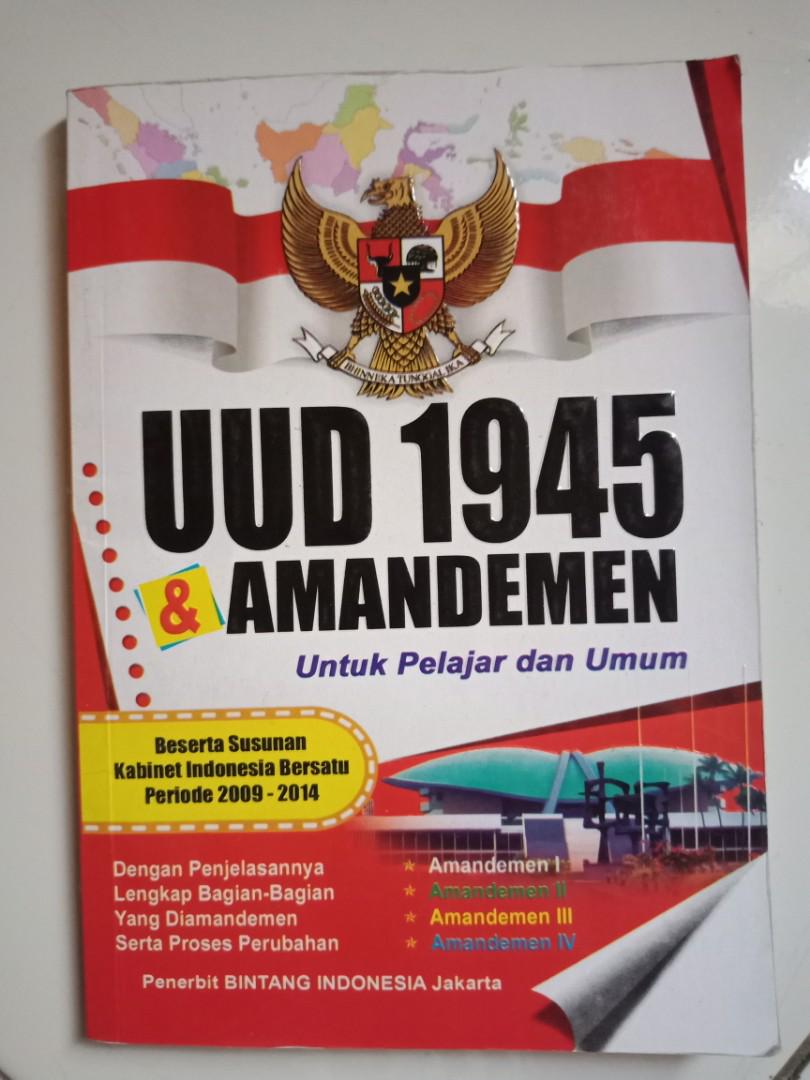 BHINNEKA TUNGGAL IKA
UUD 1945
& AMANDEMEN
Untuk Pelajar dan Umum
Beserta Susunan
Kabinet Indonesia Bersatu
Periode 2009 - 2014
Dengan Penjelasannya
Lengkap Bagian-Bagian
Yang Diamandemen
Serta Proses Perubahan
Amandemen I
Amandemen II
Amandemen III
Amandemen IV
Penerbit BINTANG INDONESIA Jakarta